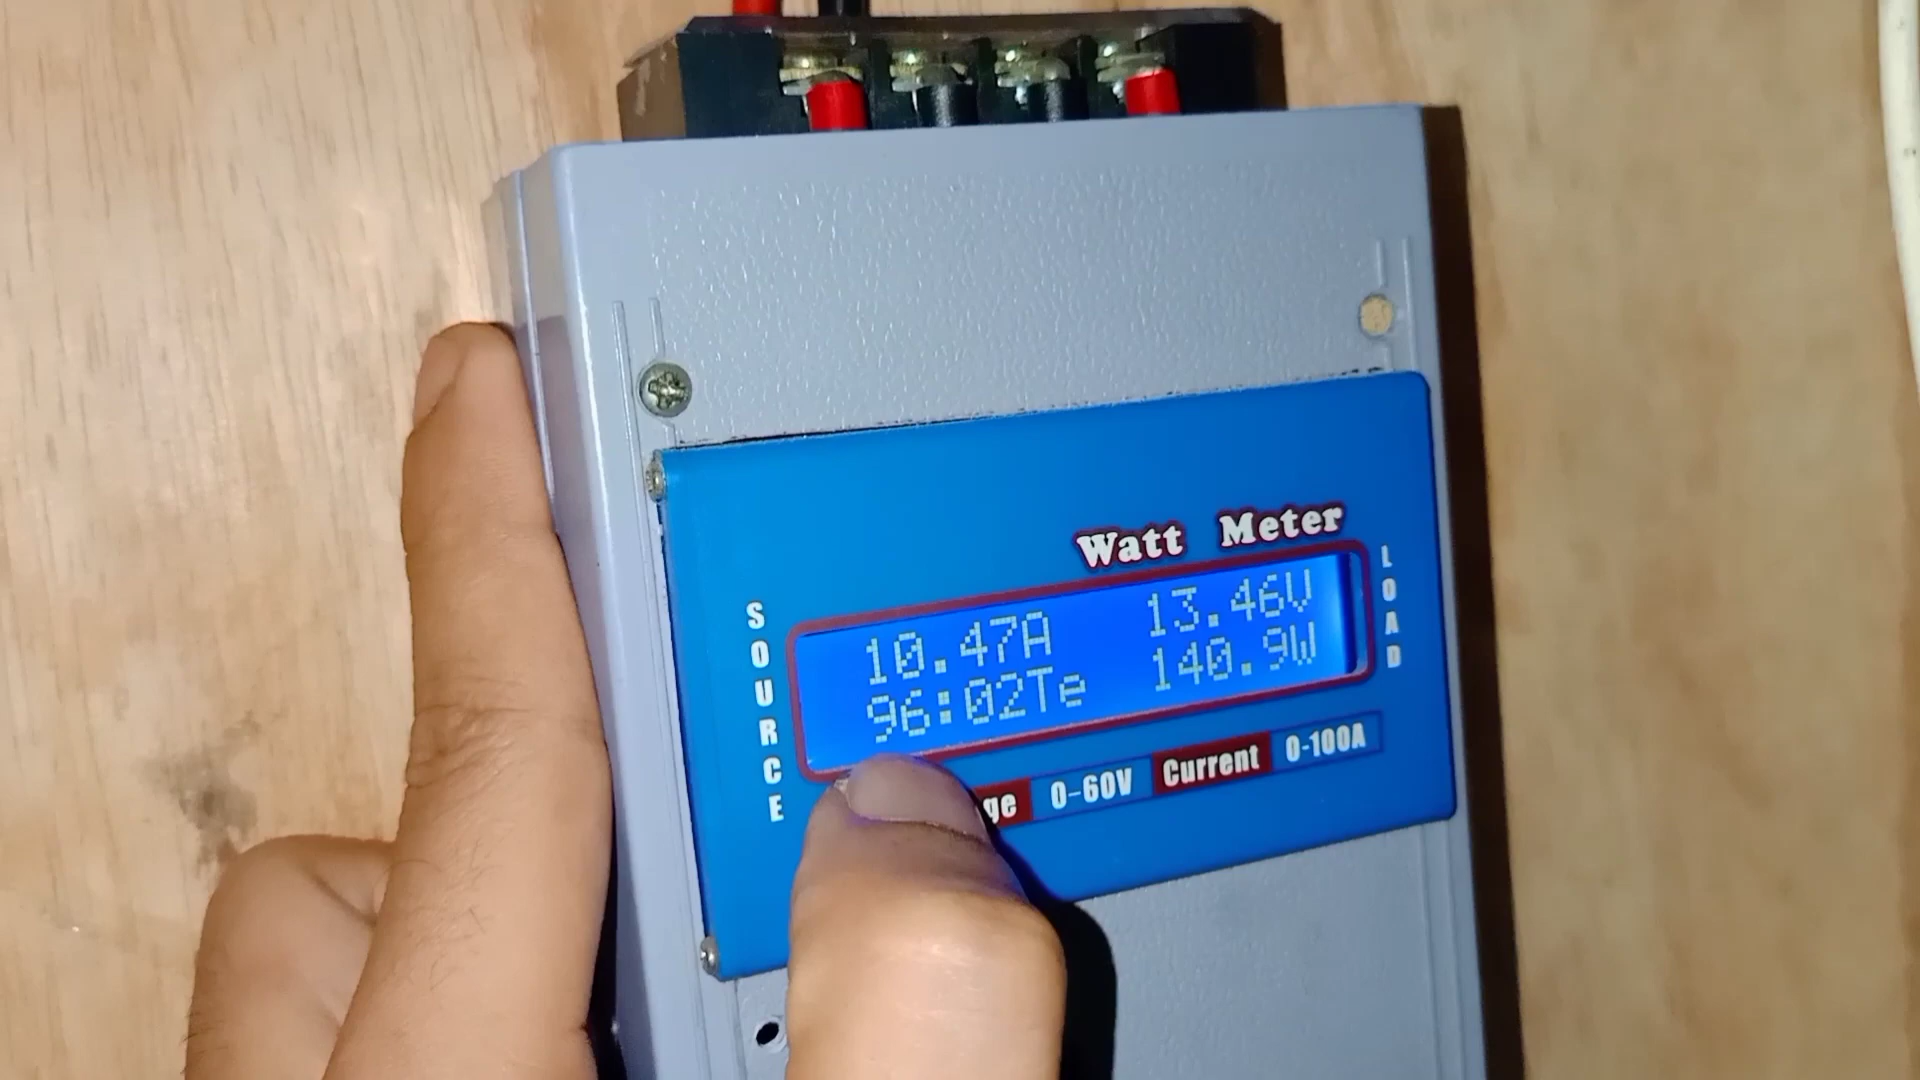 Watt Meter
SOURCE
10.47A 13.46V
96:02Te 140.9W
LOAD
0-60V Current 0-100A